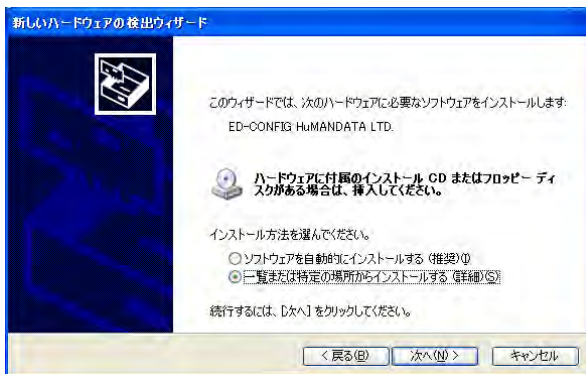 新しいハードウェアの検出ウィザード
このウィザードでは、次のハードウェアに必要なソフトウェアをインストールします:
ED-CONFIG HuMANDATA LTD.
ハードウェアに付属のインストール CD またはフロッピー ディ
スクがある場合は、挿入してください。
インストール方法を選んでください。
ソフトウェアを自動的にインストールする (推奨)(I)
一覧または特定の場所からインストールする (詳細)(S)
続行するには、[次へ] をクリックしてください。
< 戻る(B)
次へ(N) >
キャンセル